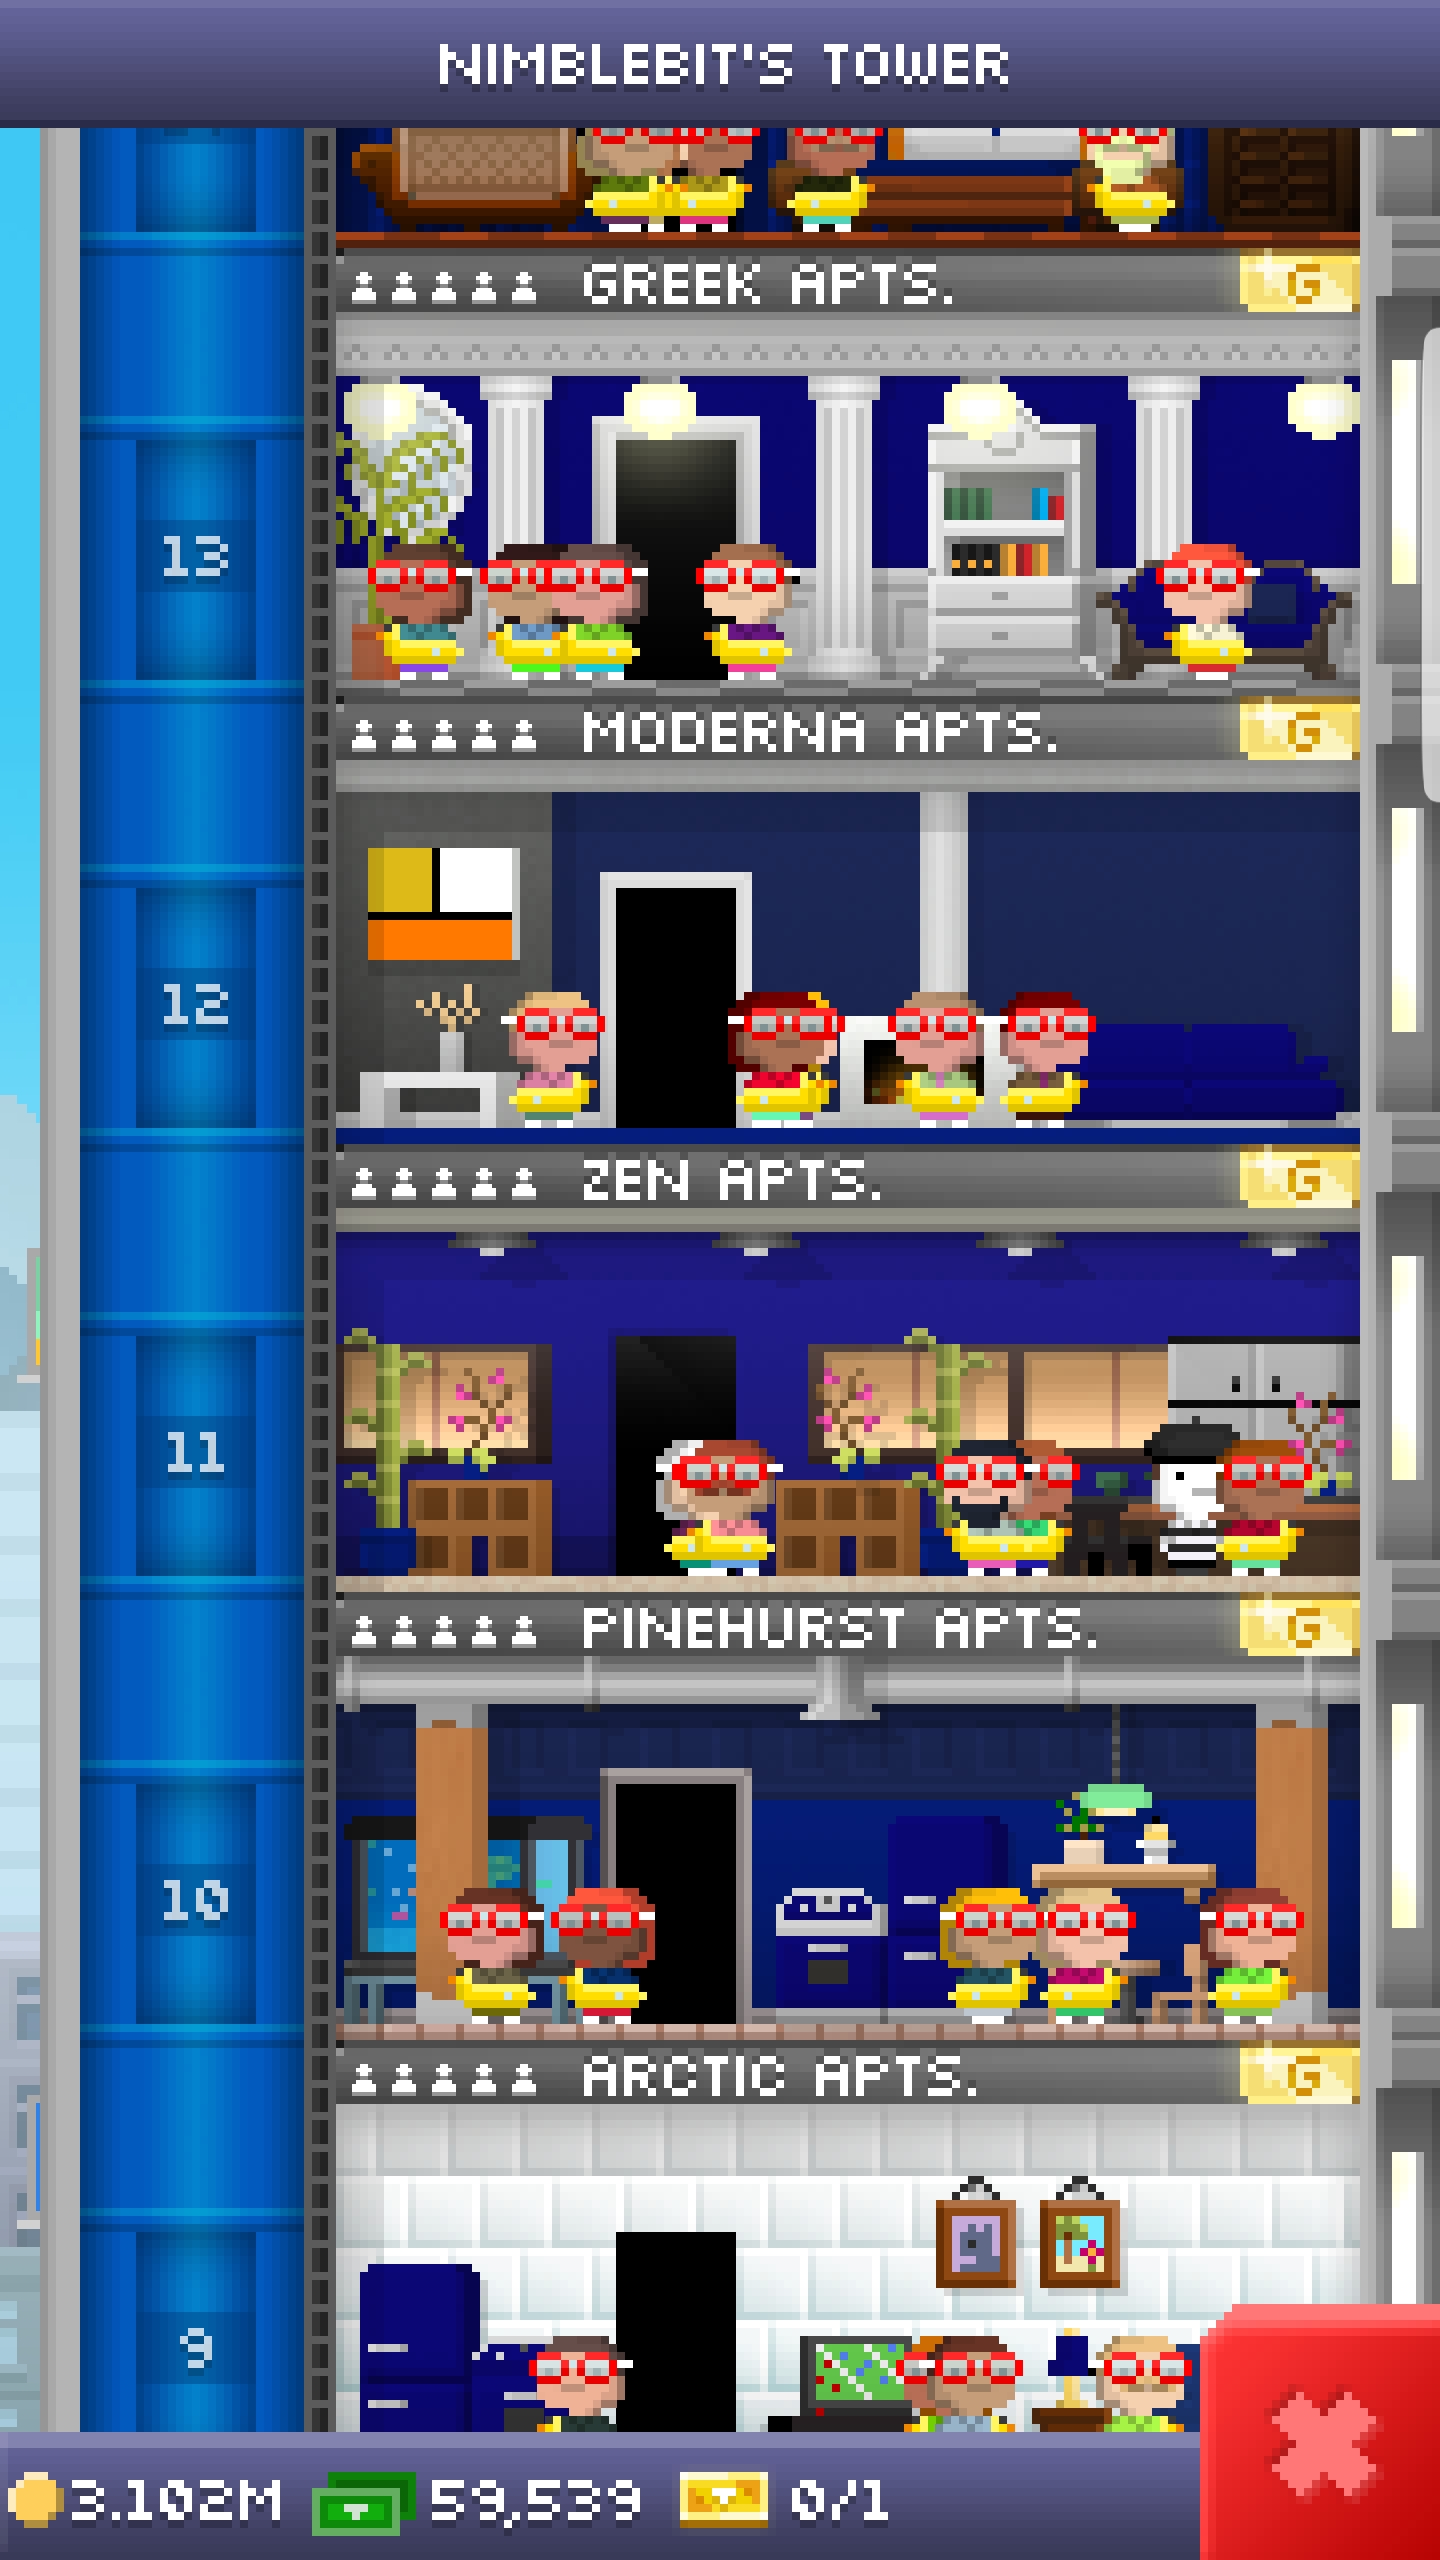 NIMBLEBIT'S TOWER
GREEK APTS. G
13
MODERNA APTS. G
12
ZEN APTS. G
11
PINEHURST APTS. G
10
ARCTIC APTS. G
9
3.102M 59,539 0/1